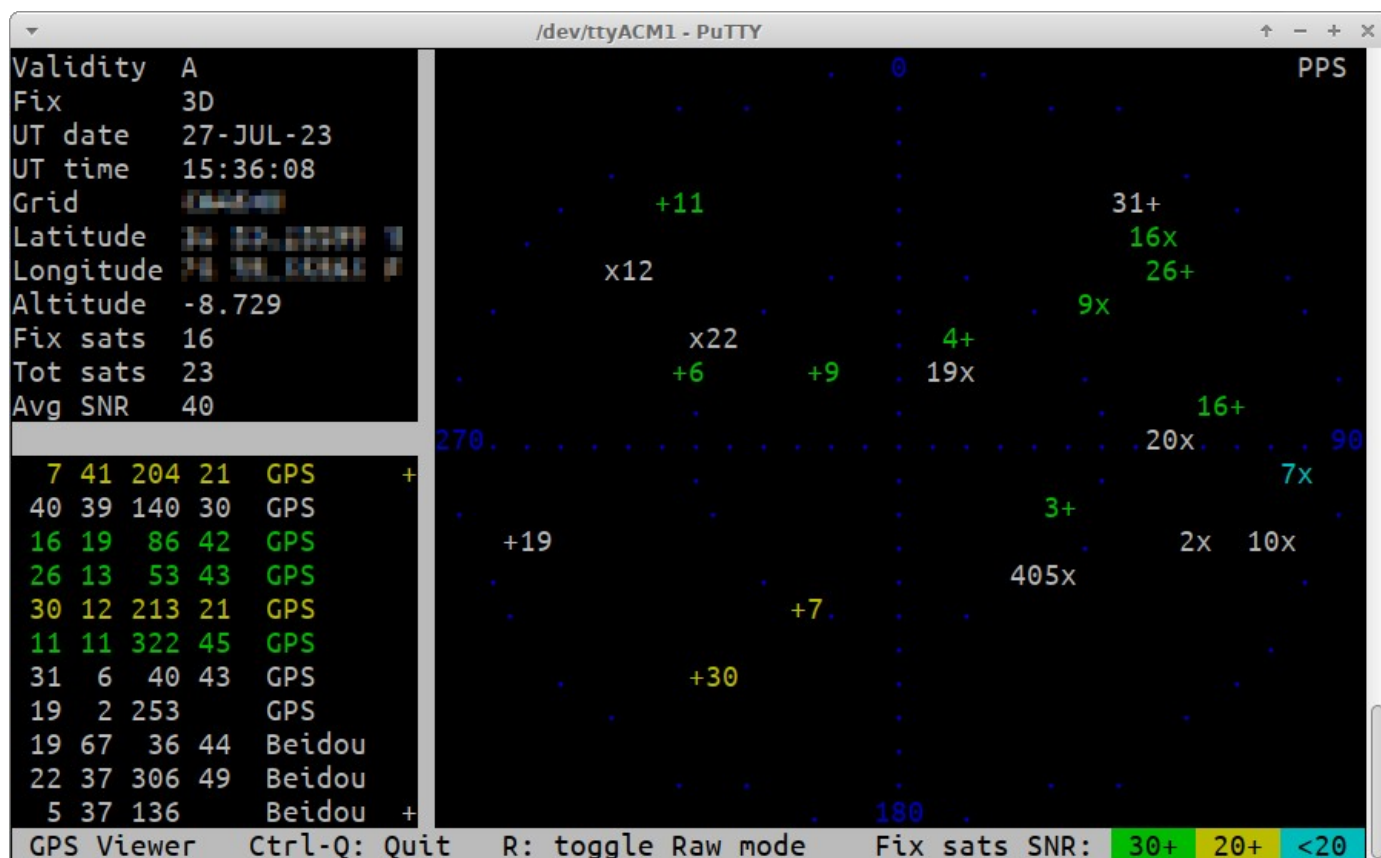 /dev/ttyACM1 - PuTTY
Validity A
Fix 3D
UT date 27-JUL-23
UT time 15:36:08
Grid
Latitude
Longitude
Altitude -8.729
Fix sats 16
Tot sats 23
Avg SNR 40
7 41 204 21 GPS +
40 39 140 30 GPS
16 19 86 42 GPS
26 13 53 43 GPS
30 12 213 21 GPS
11 11 322 45 GPS
31 6 40 43 GPS
19 2 253 GPS
19 67 36 44 Beidou
22 37 306 49 Beidou
5 37 136 Beidou +
0 PPS
+11 31+
16x
x12 26+
9x
x22 4+
+6 +9 19x
16+
270 20x 90
7x
3+
+19 2x 10x
405x
+7
+30
180
GPS Viewer Ctrl-Q: Quit R: toggle Raw mode Fix sats SNR: 30+ 20+ <20